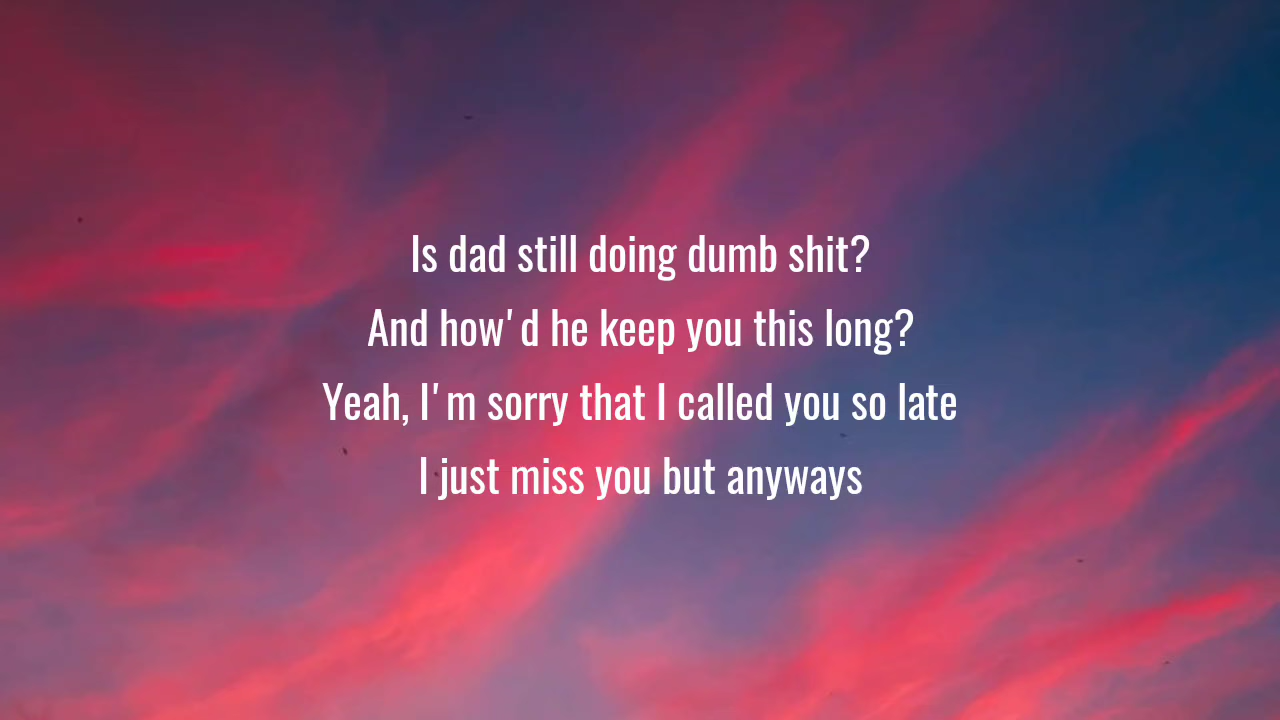 Is dad still doing dumb shit?
And how'd he keep you this long?
Yeah, I'm sorry that I called you so late
I just miss you but anyways